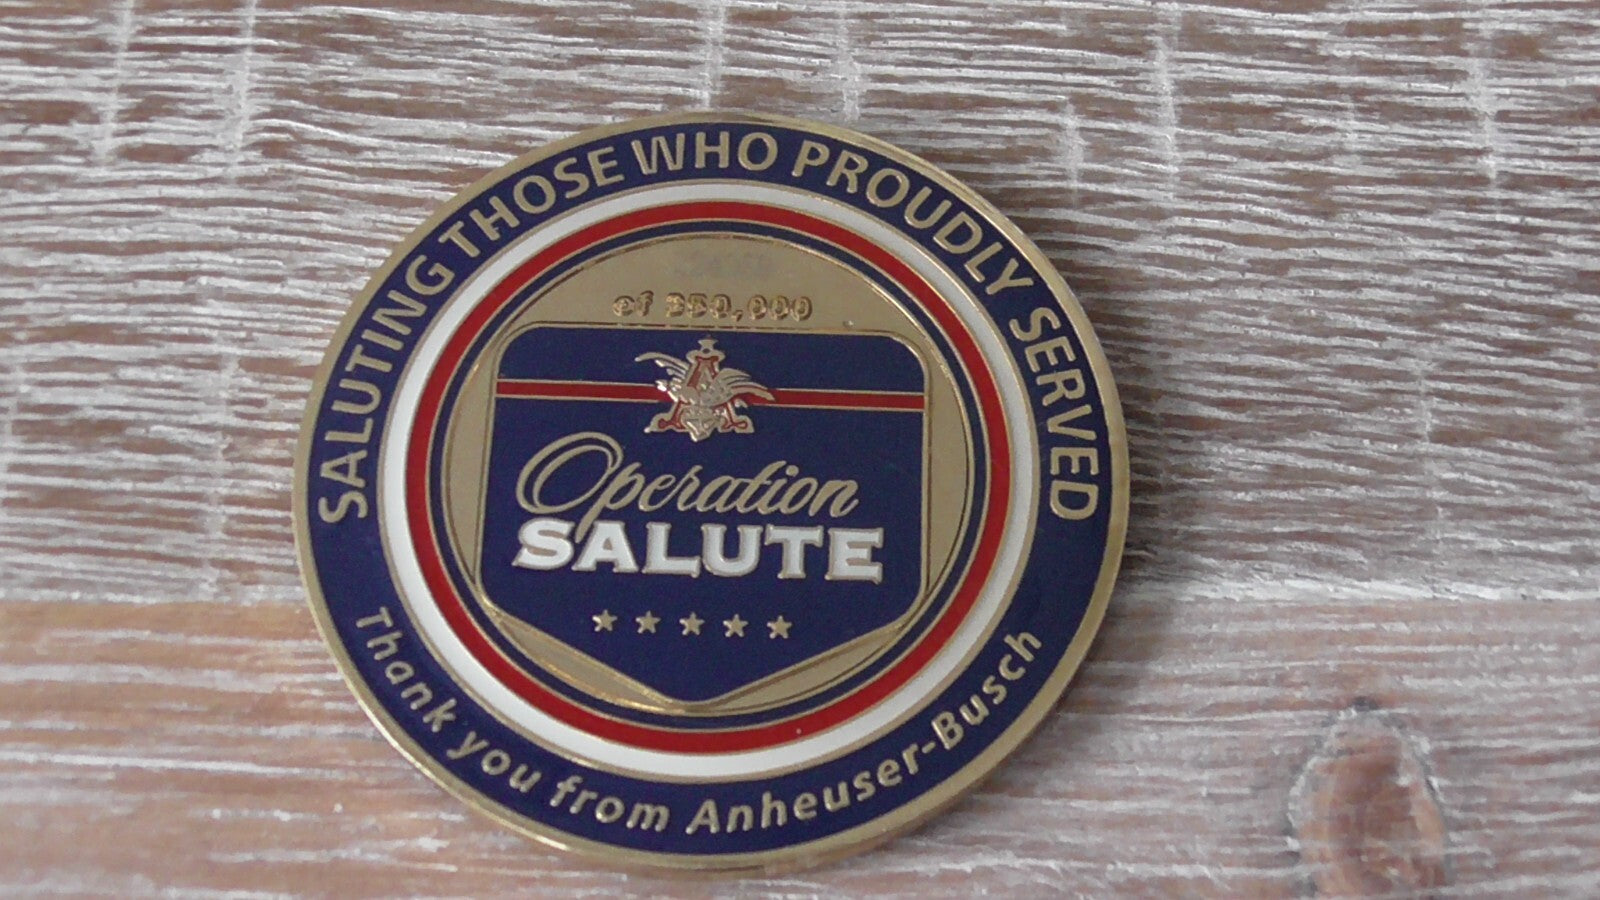 SALUTING THOSE WHO PROUDLY SERVED
of 350,000
Operation
SALUTE
Thank you from Anheuser-Busch